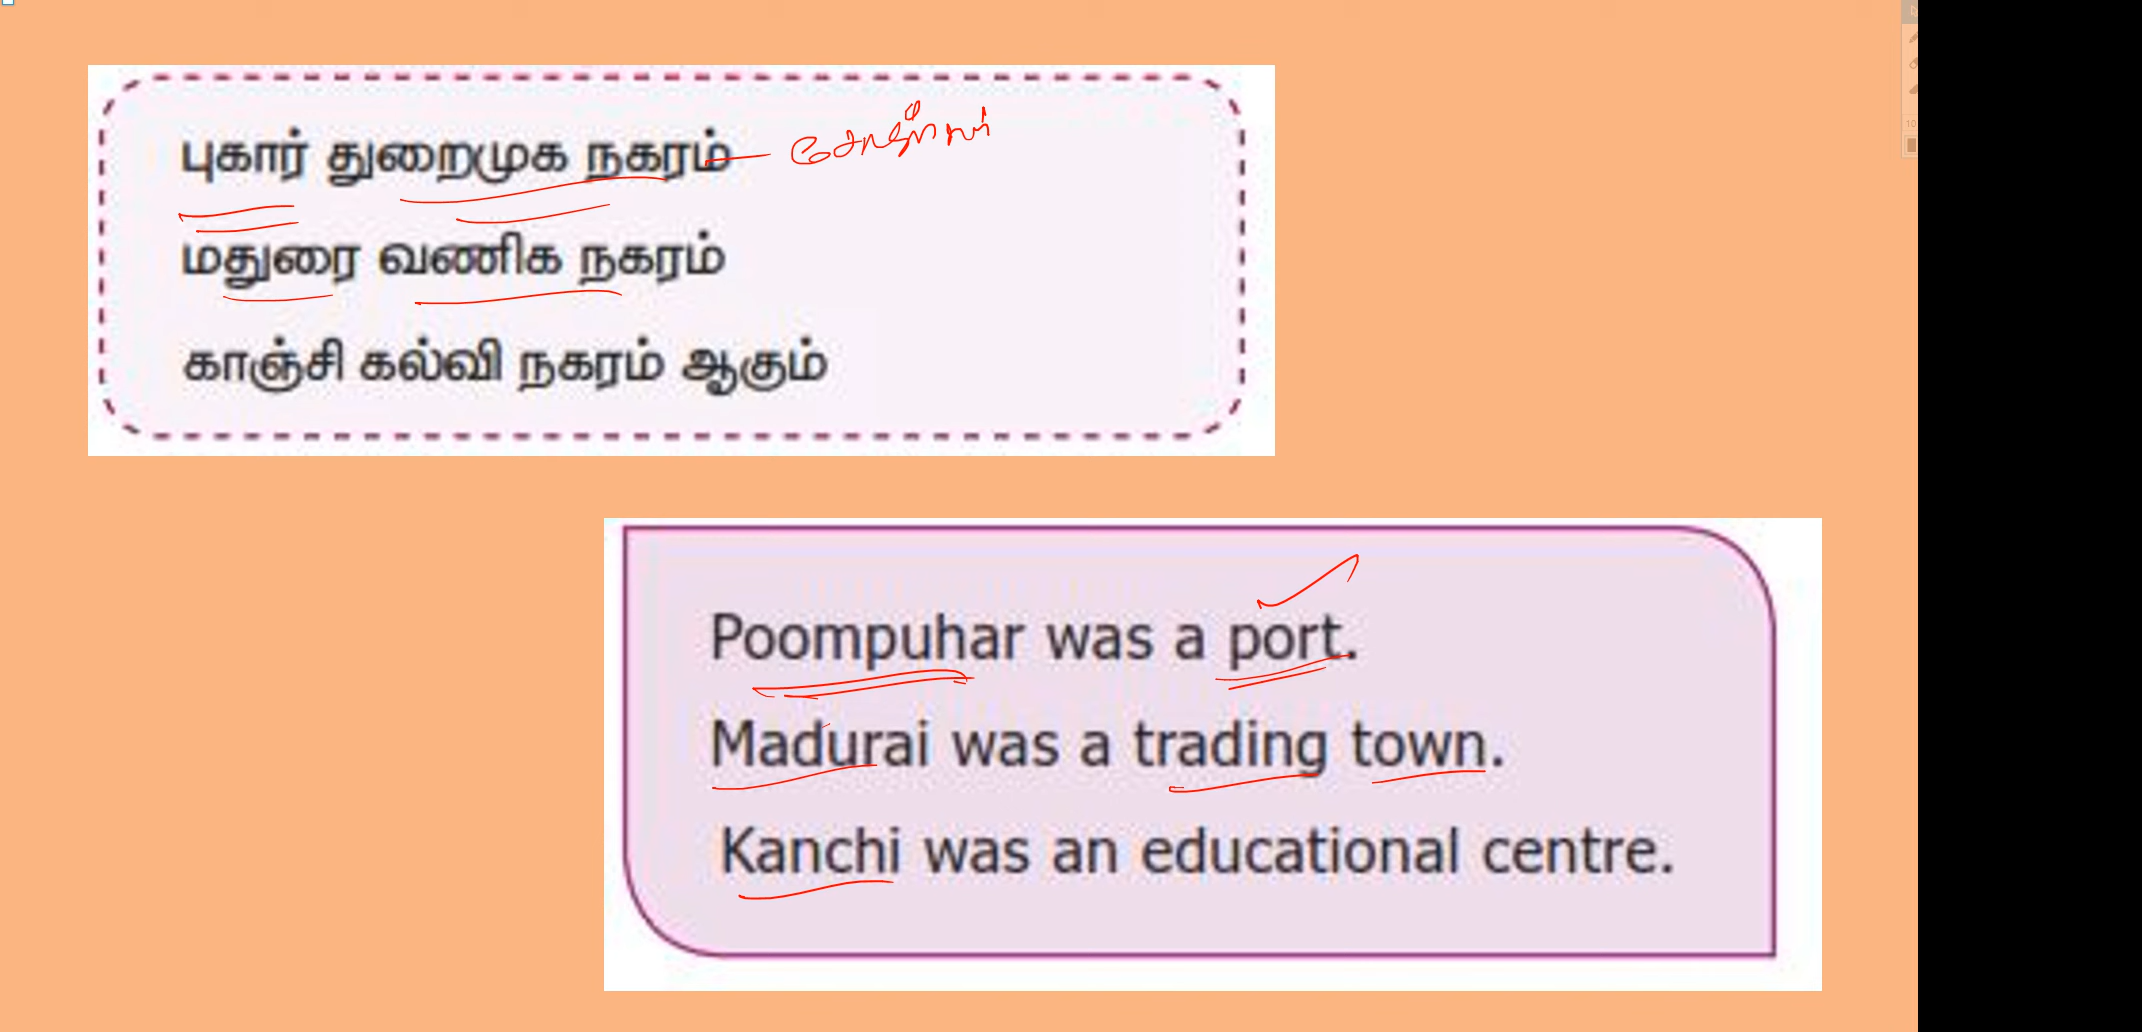 புகார் துறைமுக நகரம்
மதுரை வணிக நகரம்
காஞ்சி கல்வி நகரம் ஆகும்
Poompuhar was a port.
Madurai was a trading town.
Kanchi was an educational centre.